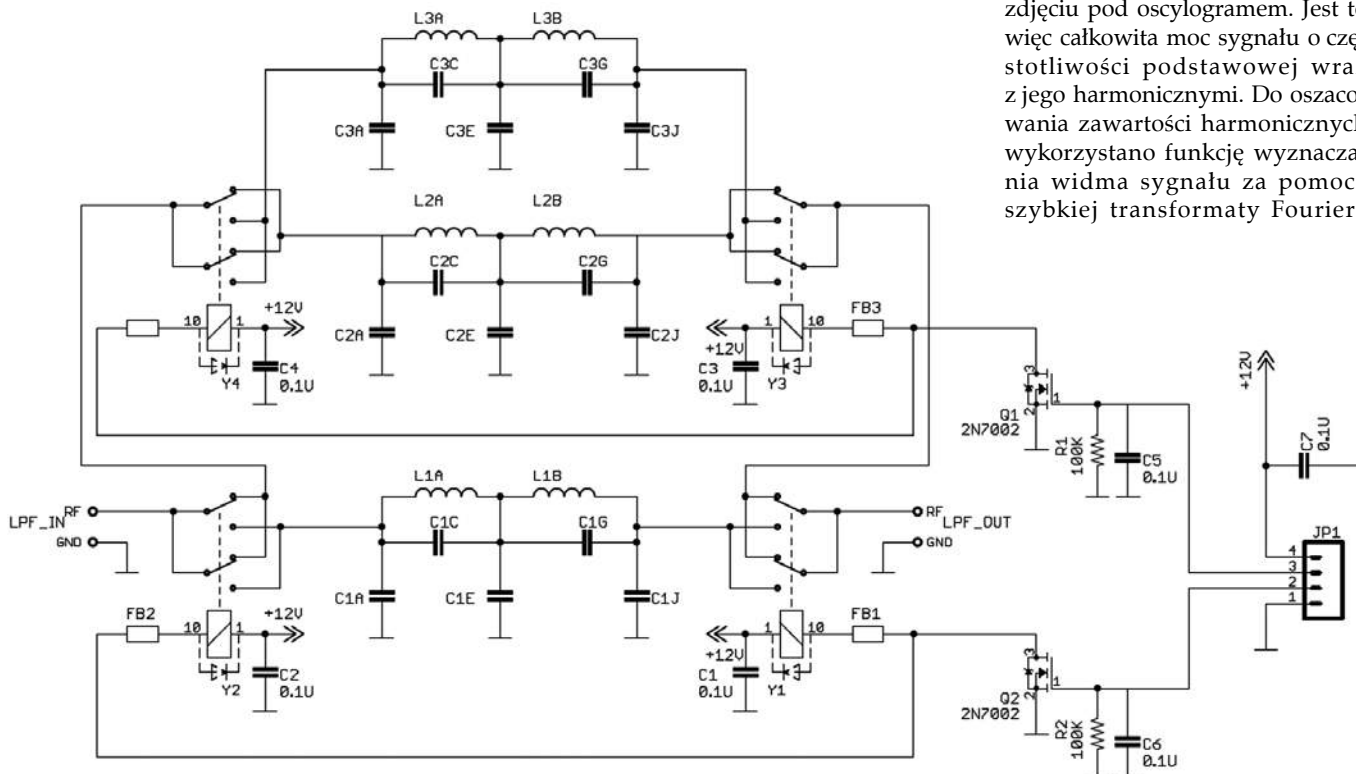 zdjęciu pod oscylogramem. Jest to
więc całkowita moc sygnału o czę
stotliwości podstawowej wra
z jego harmonicznymi. Do oszaco
wania zawartości harmonicznych
wykorzystano funkcję wyznacza
nia widma sygnału za pomoc
szybkiej transformaty Fourier
L3A
L3B
C3C
C3G
C3A
C3E
C3J
L2A
L2B
C2C
C2G
C2A
C2E
C2J
10
1
+12V
Y4
C4
0.1U
+12V
1
10
FB3
C3
0.1U
Y3
3
1
2
Q1
2N7002
R1
100K
C5
0.1U
+12V
C7
0.1U
L1A
L1B
C1C
C1G
C1A
C1E
C1J
LPF_IN
RF
GND
RF
LPF_OUT
GND
JP1
4
3
2
1
FB2
10
1
+12V
Y2
C2
0.1U
+12V
1
10
FB1
C1
0.1U
Y1
3
1
2
Q2
2N7002
R2
100K
C6
0.1U